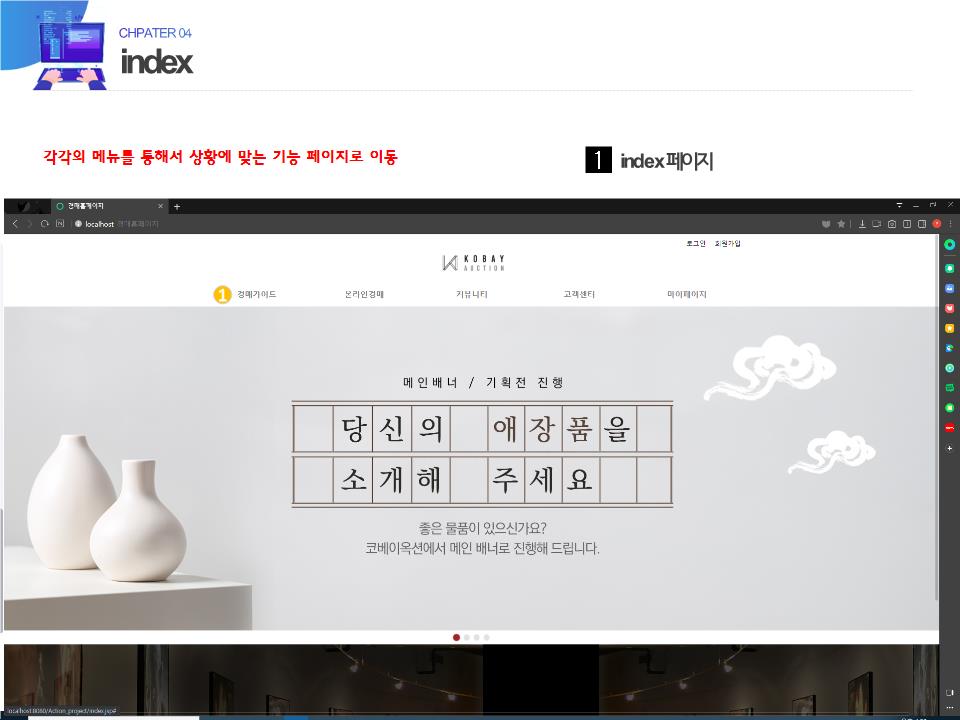 CHPATER 04
index
각각의 메뉴를 통해서 상황에 맞는 기능 페이지로 이동
1 index 페이지
경매홈페이지
localhost 경매홈페이지
로그인 회원가입
KOBAY
AUCTION
1 경매가이드 온라인경매 커뮤니티 고객센터 마이페이지
메인배너 / 기획전 진행
당신의 애장품을
소개해 주세요
좋은 물품이 있으신가요?
코베이옥션에서 메인 배너로 진행해 드립니다.
localhost:8080/Action_project/index.jsp#